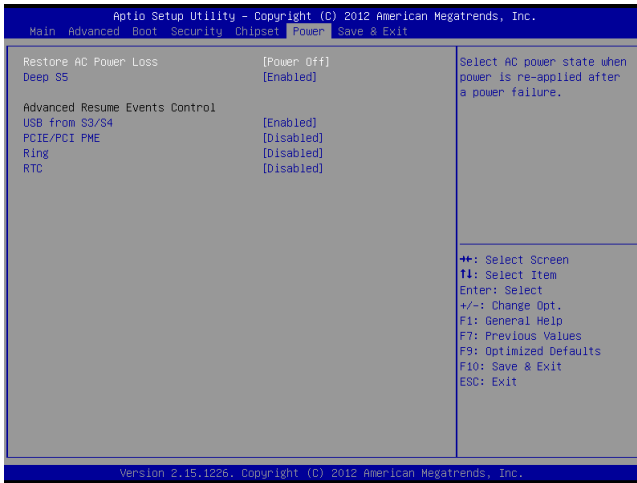 Aptio Setup Utility – Copyright (C) 2012 American Megatrends, Inc.
Main Advanced Boot Security Chipset Power Save & Exit
Restore AC Power Loss [Power Off]
Deep S5 [Enabled]
Advanced Resume Events Control
USB from S3/S4 [Enabled]
PCIE/PCI PME [Disabled]
Ring [Disabled]
RTC [Disabled]
Select AC power state when
power is re-applied after
a power failure.
→←: Select Screen
↑↓: Select Item
Enter: Select
+/-: Change Opt.
F1: General Help
F7: Previous Values
F9: Optimized Defaults
F10: Save & Exit
ESC: Exit
Version 2.15.1226. Copyright (C) 2012 American Megatrends, Inc.